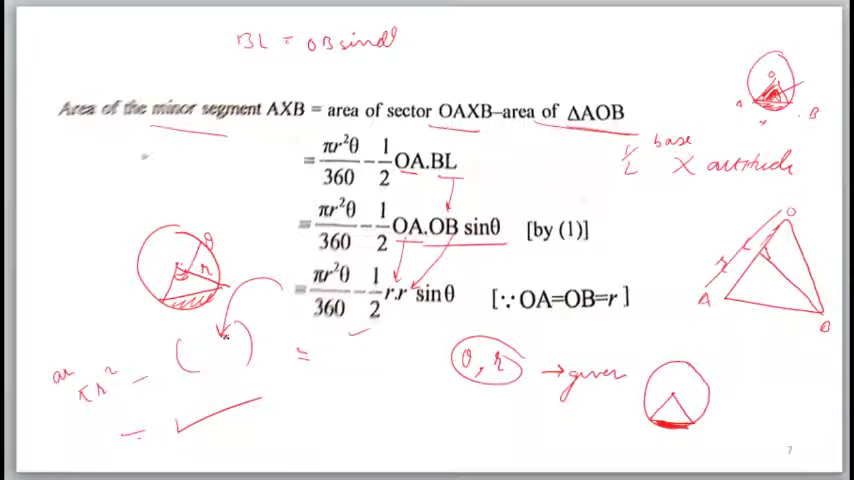 BL = OB sinθ
Area of the minor segment AXB = area of sector OAXB–area of ΔAOB
O
A
B
x
= πr²θ/360 − 1/2 OA.BL
1/2 base X altitude
= πr²θ/360 − 1/2 OA.OB sinθ [by (1)]
O
A
B
θ
r
= πr²θ/360 − 1/2 r.r sinθ [∵ OA=OB=r]
πr² − ( ) =
θ, r → given
=
7